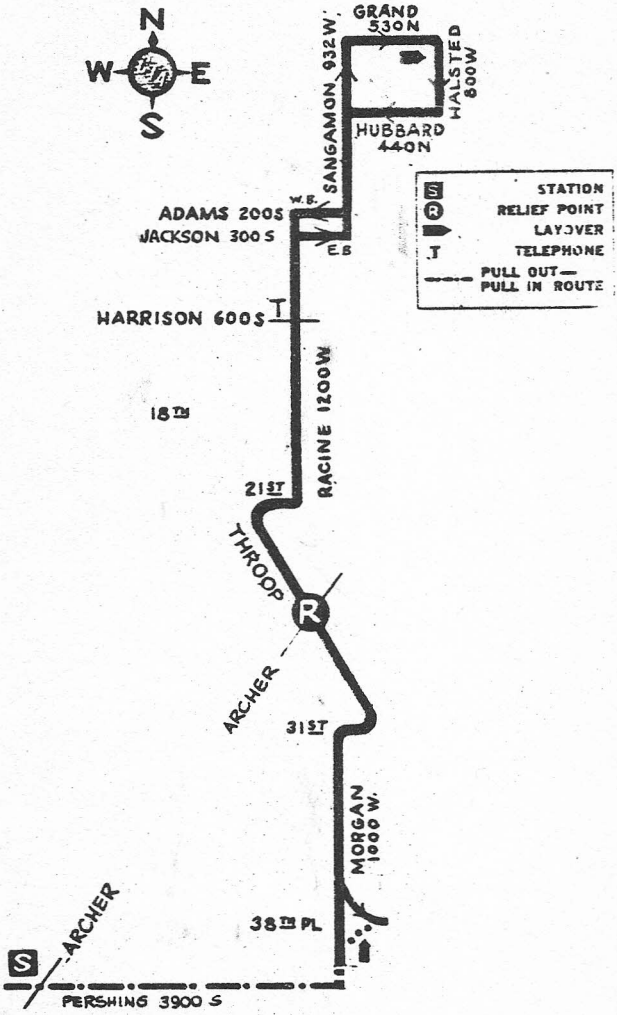 N
W E
S
GRAND
530N
SANGAMON 932W.
HALSTED
800W
HUBBARD
440N
W.B.
ADAMS 200S
JACKSON 300S
E.B
S STATION
R RELIEF POINT
LAYOVER
T TELEPHONE
PULL OUT—
PULL IN ROUTE
T
HARRISON 600S
RACINE 1200W
18TH
21ST
THROOP
R
ARCHER
31ST
MORGAN
1000W.
38TH PL
ARCHER
S
PERSHING 3900 S